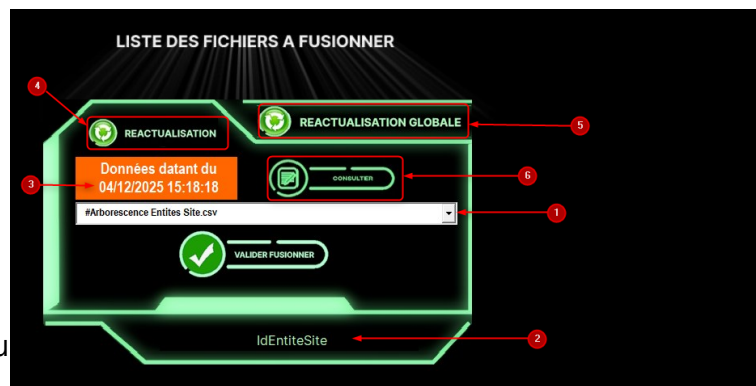 LISTE DES FICHIERS A FUSIONNER
4
REACTUALISATION
REACTUALISATION GLOBALE
5
Données datant du
04/12/2025 15:18:18
3
CONSULTER
6
#Arborescence Entites Site.csv
1
VALIDER FUSIONNER
u
IdEntiteSite
2